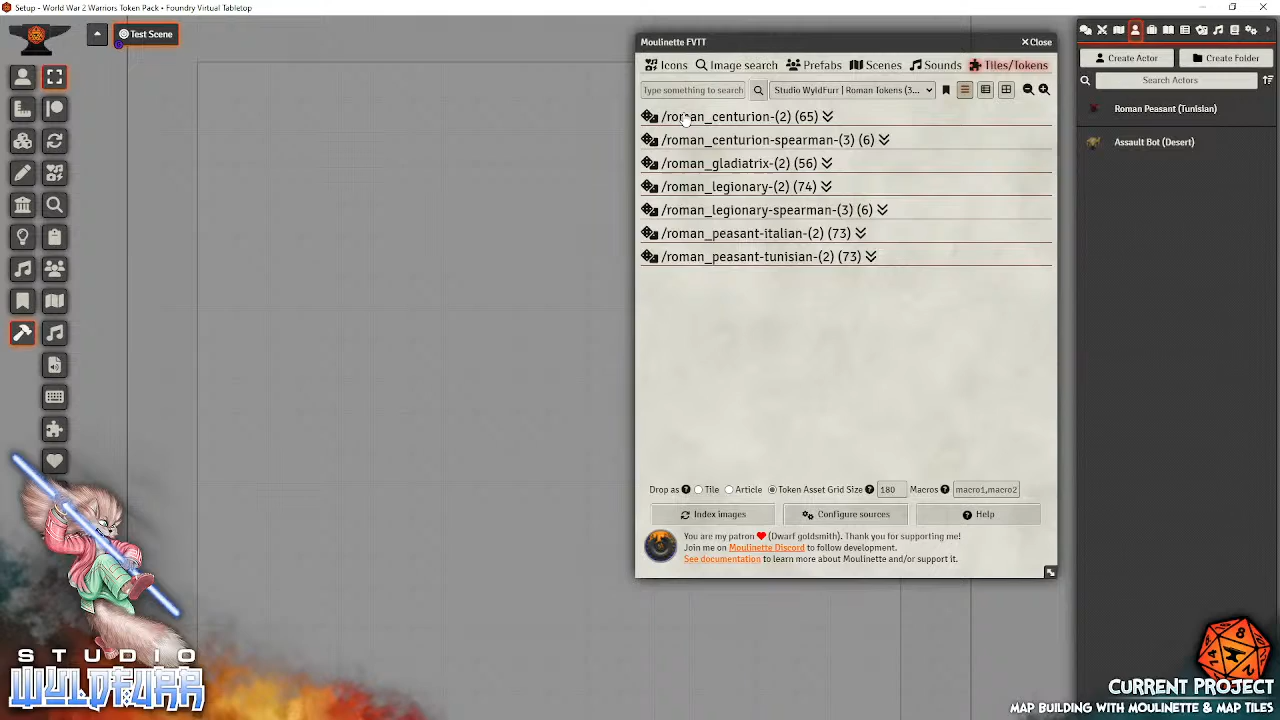 Setup - World War 2 Warriors Token Pack • Foundry Virtual Tabletop
Test Scene
Moulinette FVTT
Close
Icons Image search Prefabs Scenes Sounds Tiles/Tokens
Type something to search
Studio WyldFurr | Roman Tokens (3...
/roman_centurion-(2) (65)
/roman_centurion-spearman-(3) (6)
/roman_gladiatrix-(2) (56)
/roman_legionary-(2) (74)
/roman_legionary-spearman-(3) (6)
/roman_peasant-italian-(2) (73)
/roman_peasant-tunisian-(2) (73)
Drop as Tile Article Token Asset Grid Size 180 Macros macro1,macro2
Index images Configure sources Help
You are my patron (Dwarf goldsmith). Thank you for supporting me!
Join me on Moulinette Discord to follow development.
See documentation to learn more about Moulinette and/or support it.
Create Actor Create Folder
Search Actors
Roman Peasant (Tunisian)
Assault Bot (Desert)
STUDIO
WYLDFURR
CURRENT PROJECT
MAP BUILDING WITH MOULINETTE & MAP TILES